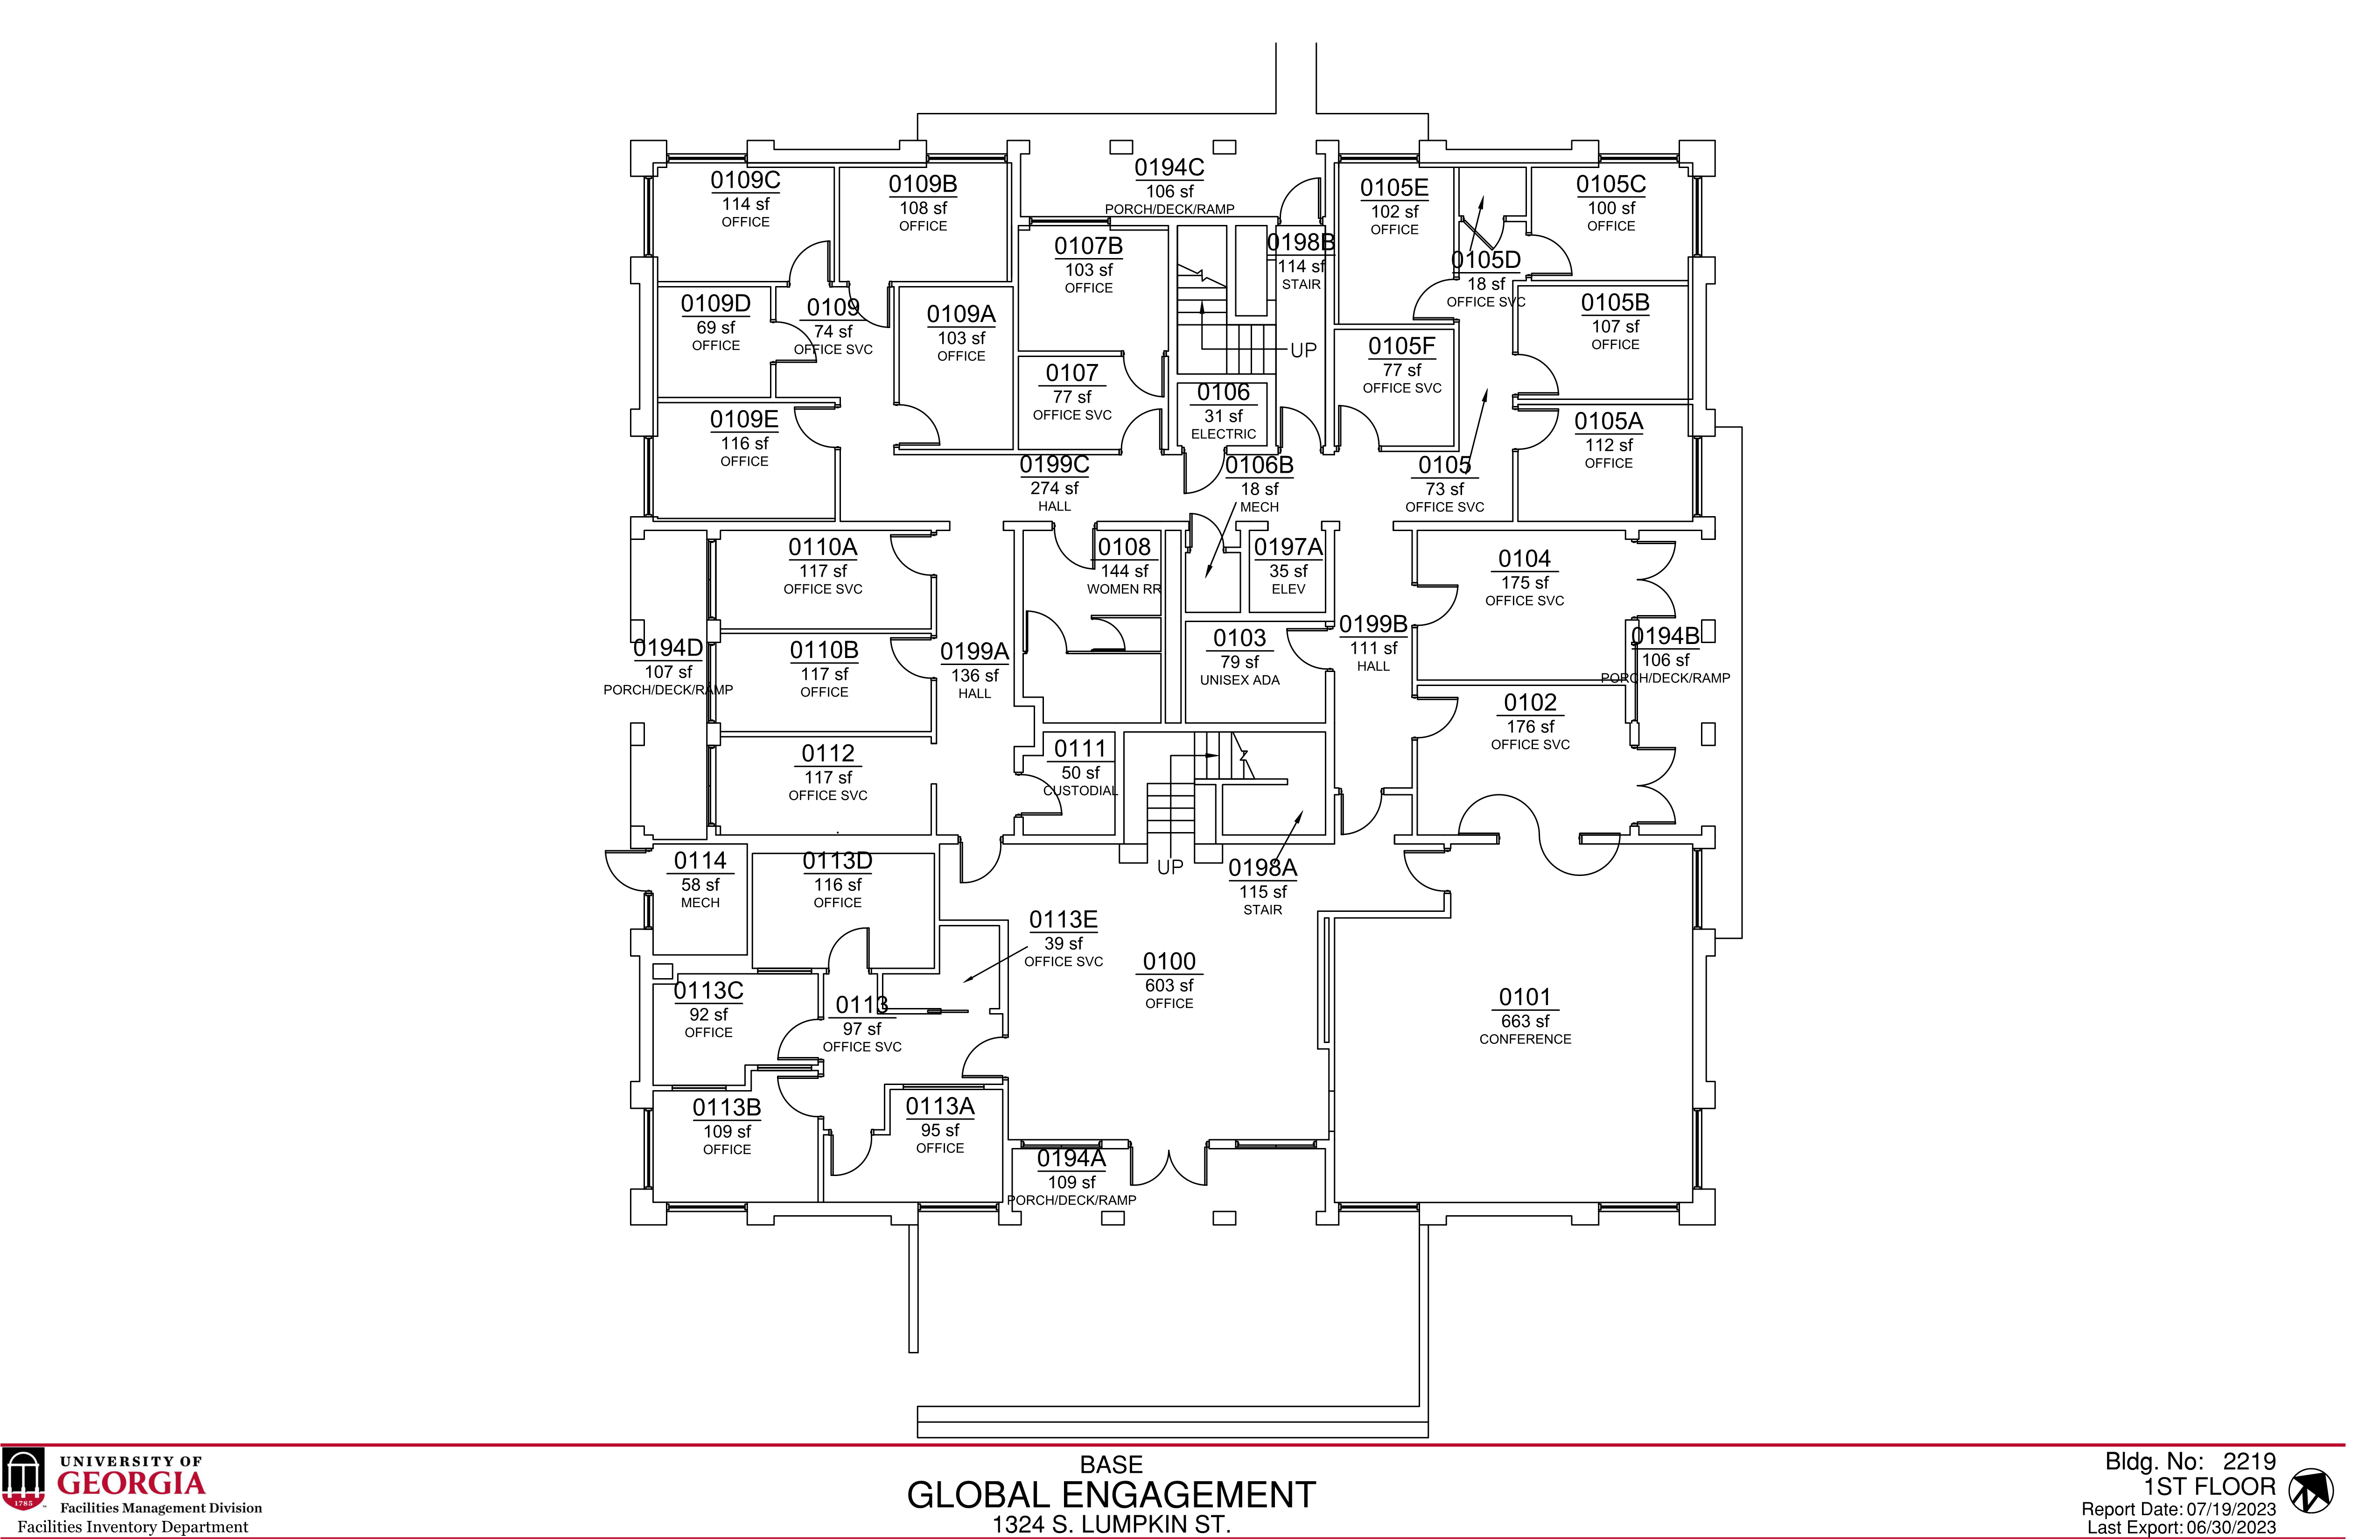 0194C
106 sf
PORCH/DECK/RAMP
0109C
114 sf
OFFICE
0109B
108 sf
OFFICE
0105E
102 sf
OFFICE
0105C
100 sf
OFFICE
0107B
103 sf
OFFICE
0198B
114 sf
STAIR
0105D
18 sf
OFFICE SVC
0109D
69 sf
OFFICE
0109
74 sf
OFFICE SVC
0109A
103 sf
OFFICE
0105B
107 sf
OFFICE
UP
0105F
77 sf
OFFICE SVC
0107
77 sf
OFFICE SVC
0106
31 sf
ELECTRIC
0109E
116 sf
OFFICE
0105A
112 sf
OFFICE
0199C
274 sf
HALL
0106B
18 sf
MECH
0105
73 sf
OFFICE SVC
0110A
117 sf
OFFICE SVC
0108
144 sf
WOMEN RR
0197A
35 sf
ELEV
0104
175 sf
OFFICE SVC
0194D
107 sf
PORCH/DECK/RAMP
0110B
117 sf
OFFICE
0199A
136 sf
HALL
0103
79 sf
UNISEX ADA
0199B
111 sf
HALL
0194B
106 sf
PORCH/DECK/RAMP
0102
176 sf
OFFICE SVC
0112
117 sf
OFFICE SVC
0111
50 sf
CUSTODIAL
0114
58 sf
MECH
0113D
116 sf
OFFICE
UP
0198A
115 sf
STAIR
0113E
39 sf
OFFICE SVC
0100
603 sf
OFFICE
0113C
92 sf
OFFICE
0113
97 sf
OFFICE SVC
0101
663 sf
CONFERENCE
0113B
109 sf
OFFICE
0113A
95 sf
OFFICE
0194A
109 sf
PORCH/DECK/RAMP
1785
UNIVERSITY OF
GEORGIA
Facilities Management Division
Facilities Inventory Department
BASE
GLOBAL ENGAGEMENT
1324 S. LUMPKIN ST.
Bldg. No: 2219
1ST FLOOR
Report Date: 07/19/2023
Last Export: 06/30/2023